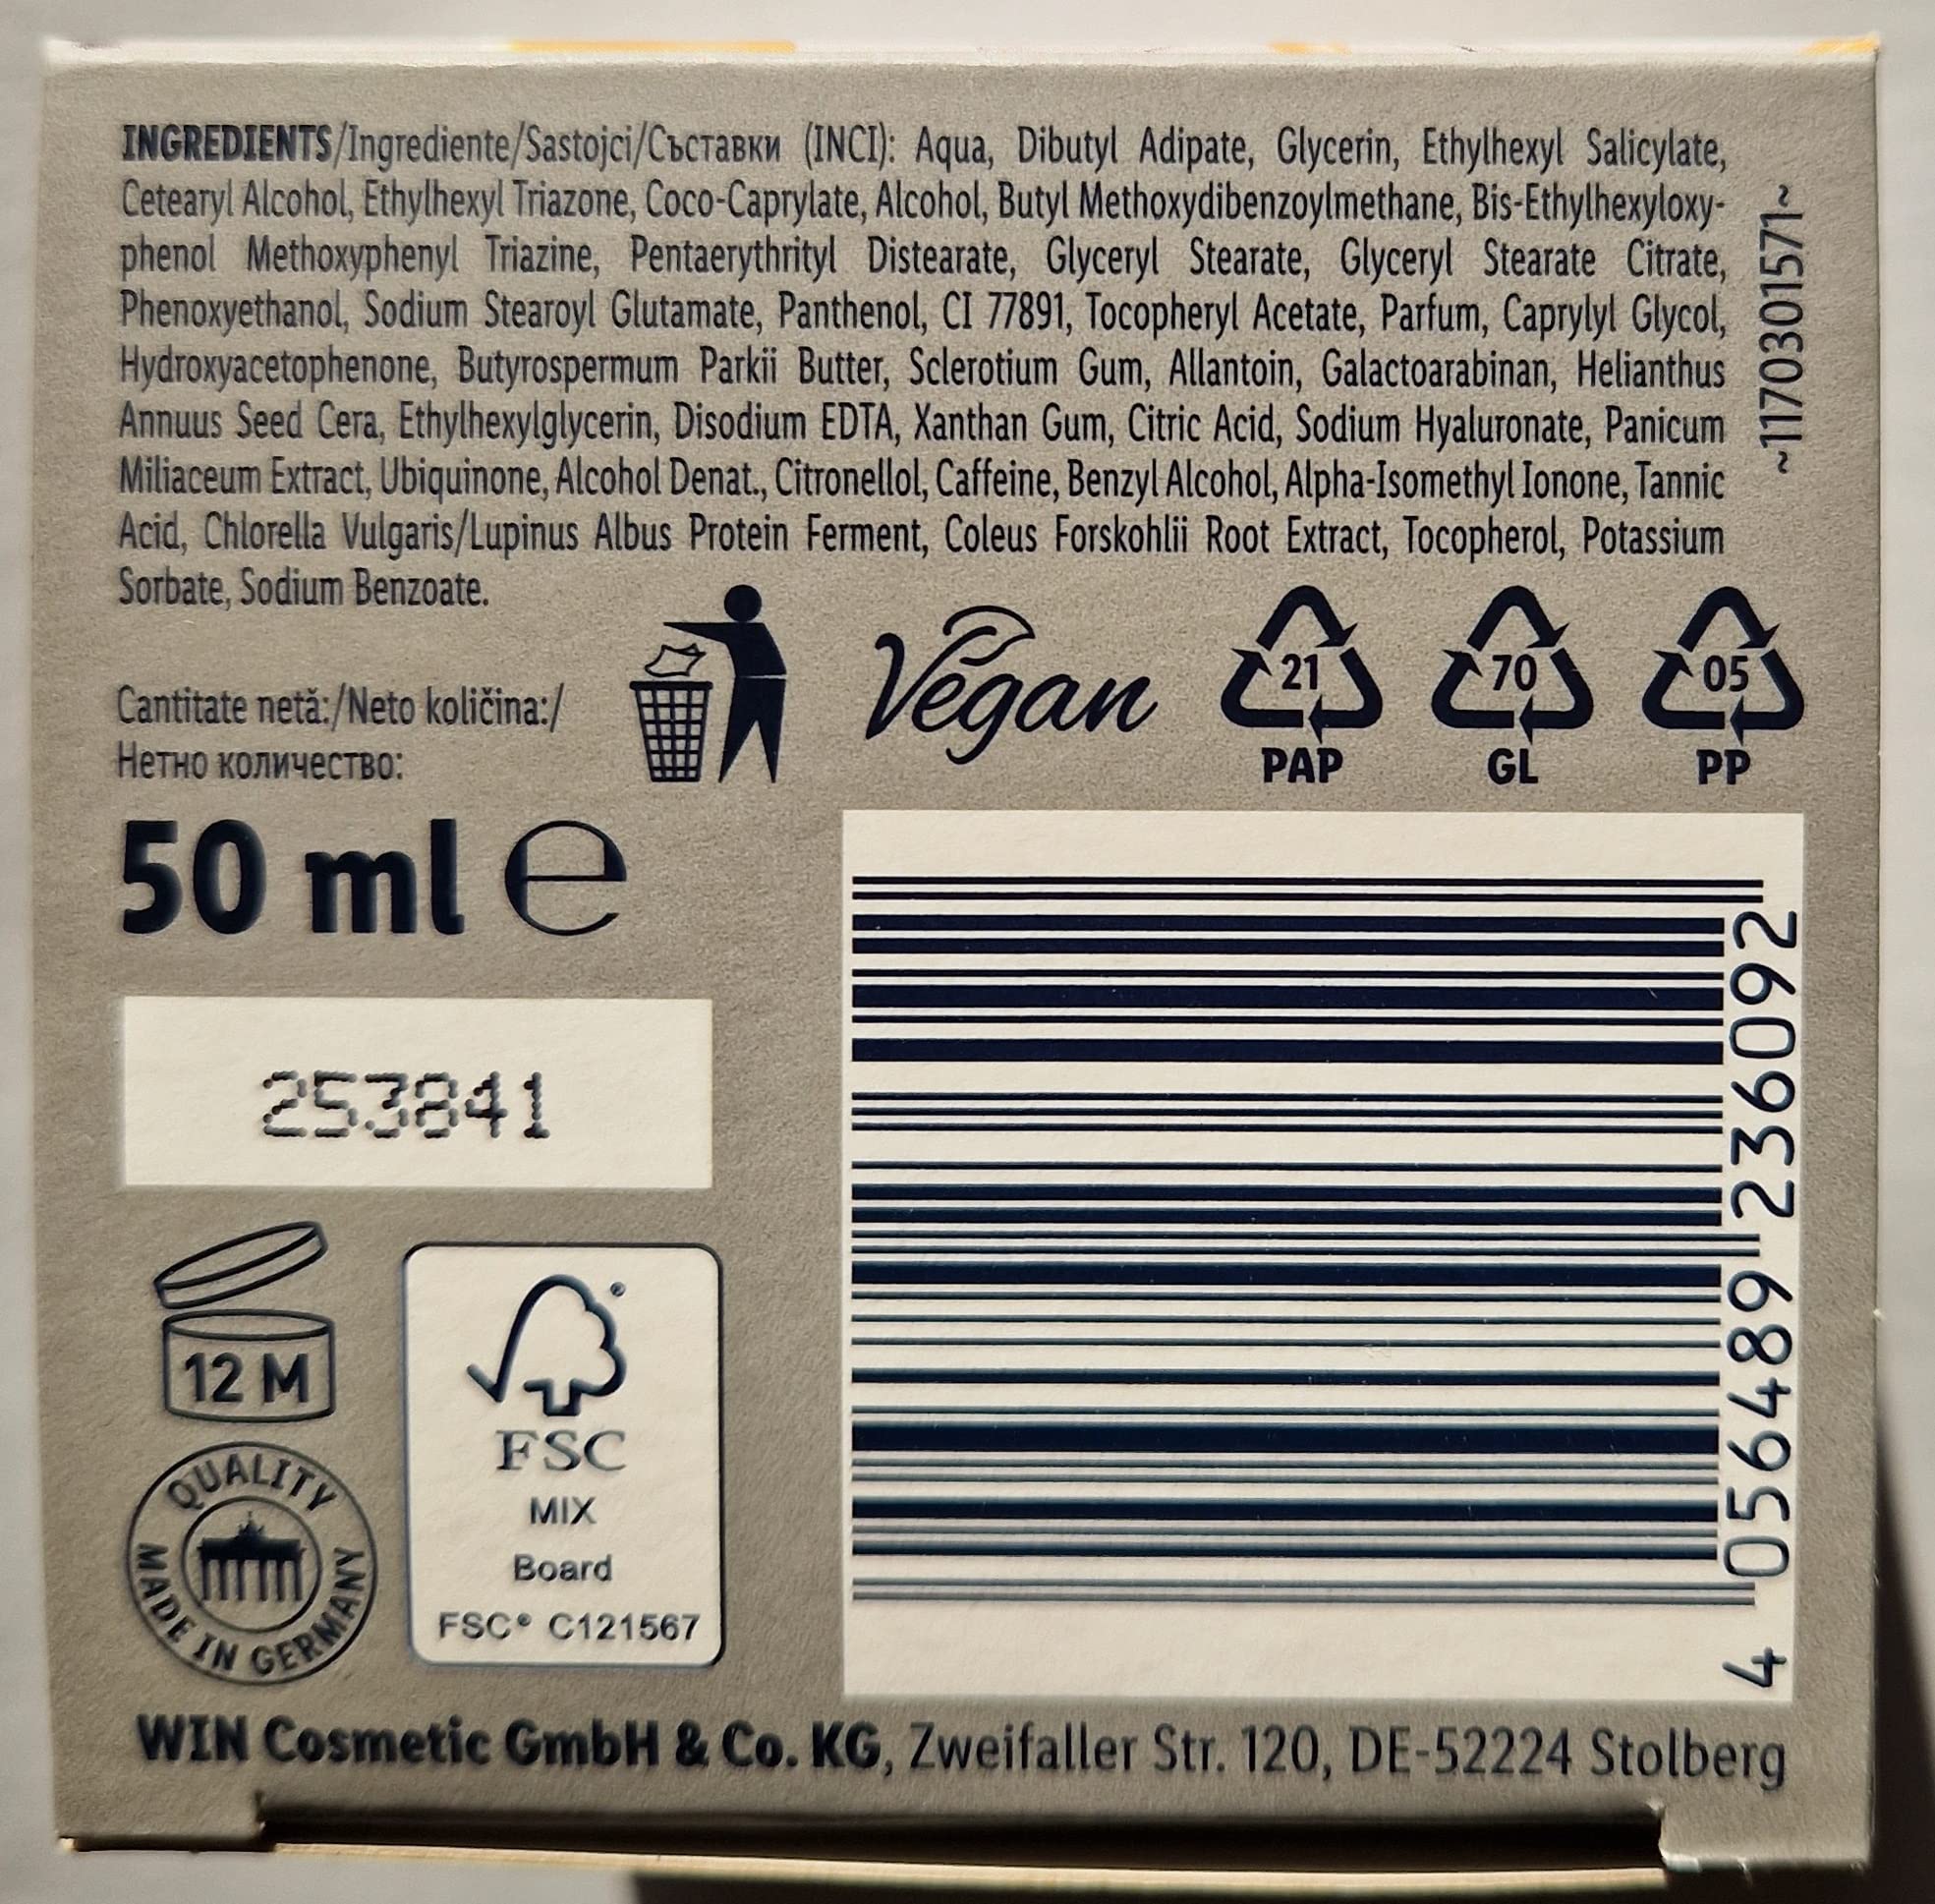 INGREDIENTS/Ingrediente/Sastojci/Съставки (INCI): Aqua, Dibutyl Adipate, Glycerin, Ethylhexyl Salicylate,
Cetearyl Alcohol, Ethylhexyl Triazone, Coco-Caprylate, Alcohol, Butyl Methoxydibenzoylmethane, Bis-Ethylhexyloxy-
phenol Methoxyphenyl Triazine, Pentaerythrityl Distearate, Glyceryl Stearate, Glyceryl Stearate Citrate,
Phenoxyethanol, Sodium Stearoyl Glutamate, Panthenol, CI 77891, Tocopheryl Acetate, Parfum, Caprylyl Glycol,
Hydroxyacetophenone, Butyrospermum Parkii Butter, Sclerotium Gum, Allantoin, Galactoarabinan, Helianthus
Annuus Seed Cera, Ethylhexylglycerin, Disodium EDTA, Xanthan Gum, Citric Acid, Sodium Hyaluronate, Panicum
Miliaceum Extract, Ubiquinone, Alcohol Denat., Citronellol, Caffeine, Benzyl Alcohol, Alpha-Isomethyl Ionone, Tannic
Acid, Chlorella Vulgaris/Lupinus Albus Protein Ferment, Coleus Forskohlii Root Extract, Tocopherol, Potassium
Sorbate, Sodium Benzoate.
~1170301571~
Cantitate netă:/Neto količina:/
Нетно количество:
50 ml ℮
Vegan
21
PAP
70
GL
05
PP
253841
12 M
QUALITY
MADE IN GERMANY
FSC®
MIX
Board
FSC® C121567
4 056489 236092
WIN Cosmetic GmbH & Co. KG, Zweifaller Str. 120, DE-52224 Stolberg